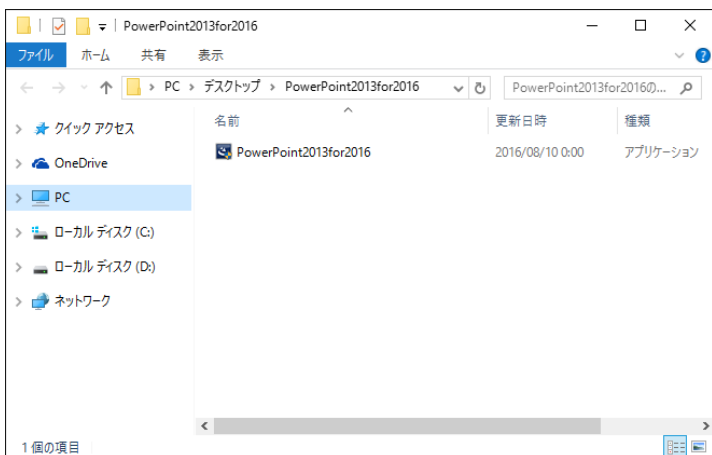 PowerPoint2013for2016
ファイル ホーム 共有 表示
PC › デスクトップ › PowerPoint2013for2016 PowerPoint2013for2016の...
クイック アクセス
OneDrive
PC
ローカル ディスク (C:)
ローカル ディスク (D:)
ネットワーク
名前 更新日時 種類
PowerPoint2013for2016 2016/08/10 0:00 アプリケーション
1 個の項目